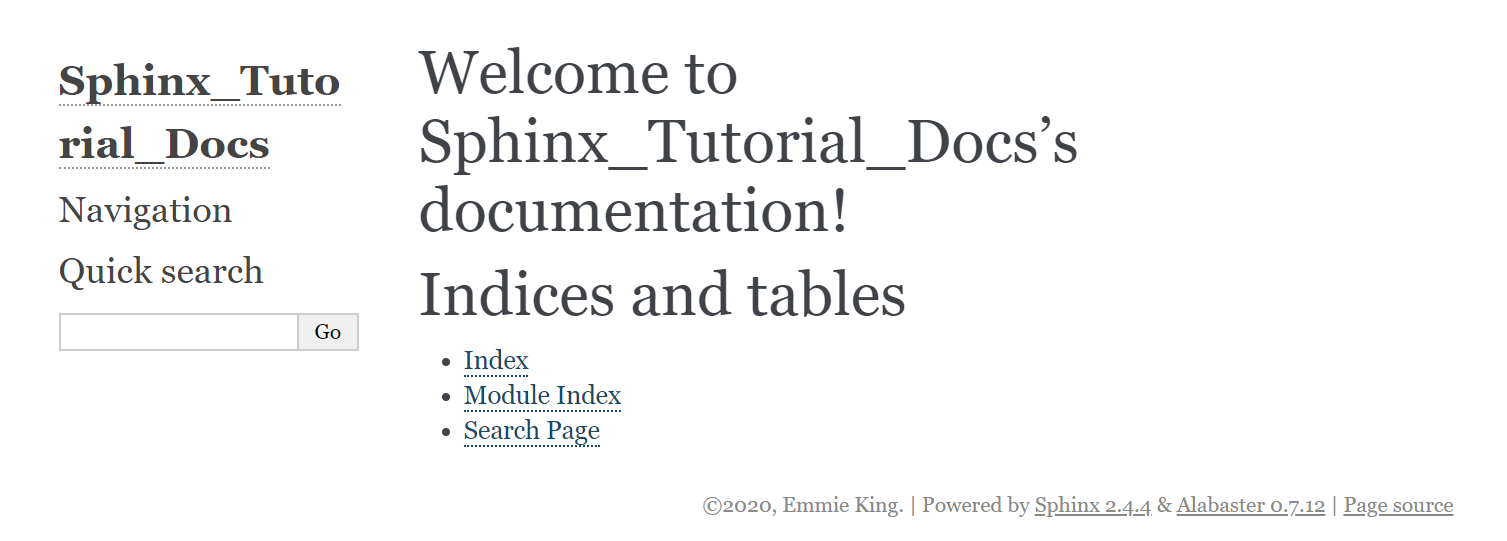 Sphinx_Tuto
rial_Docs
Navigation
Quick search
Go
Welcome to
Sphinx_Tutorial_Docs’s
documentation!
Indices and tables
Index
Module Index
Search Page
©2020, Emmie King. | Powered by Sphinx 2.4.4 & Alabaster 0.7.12 | Page source